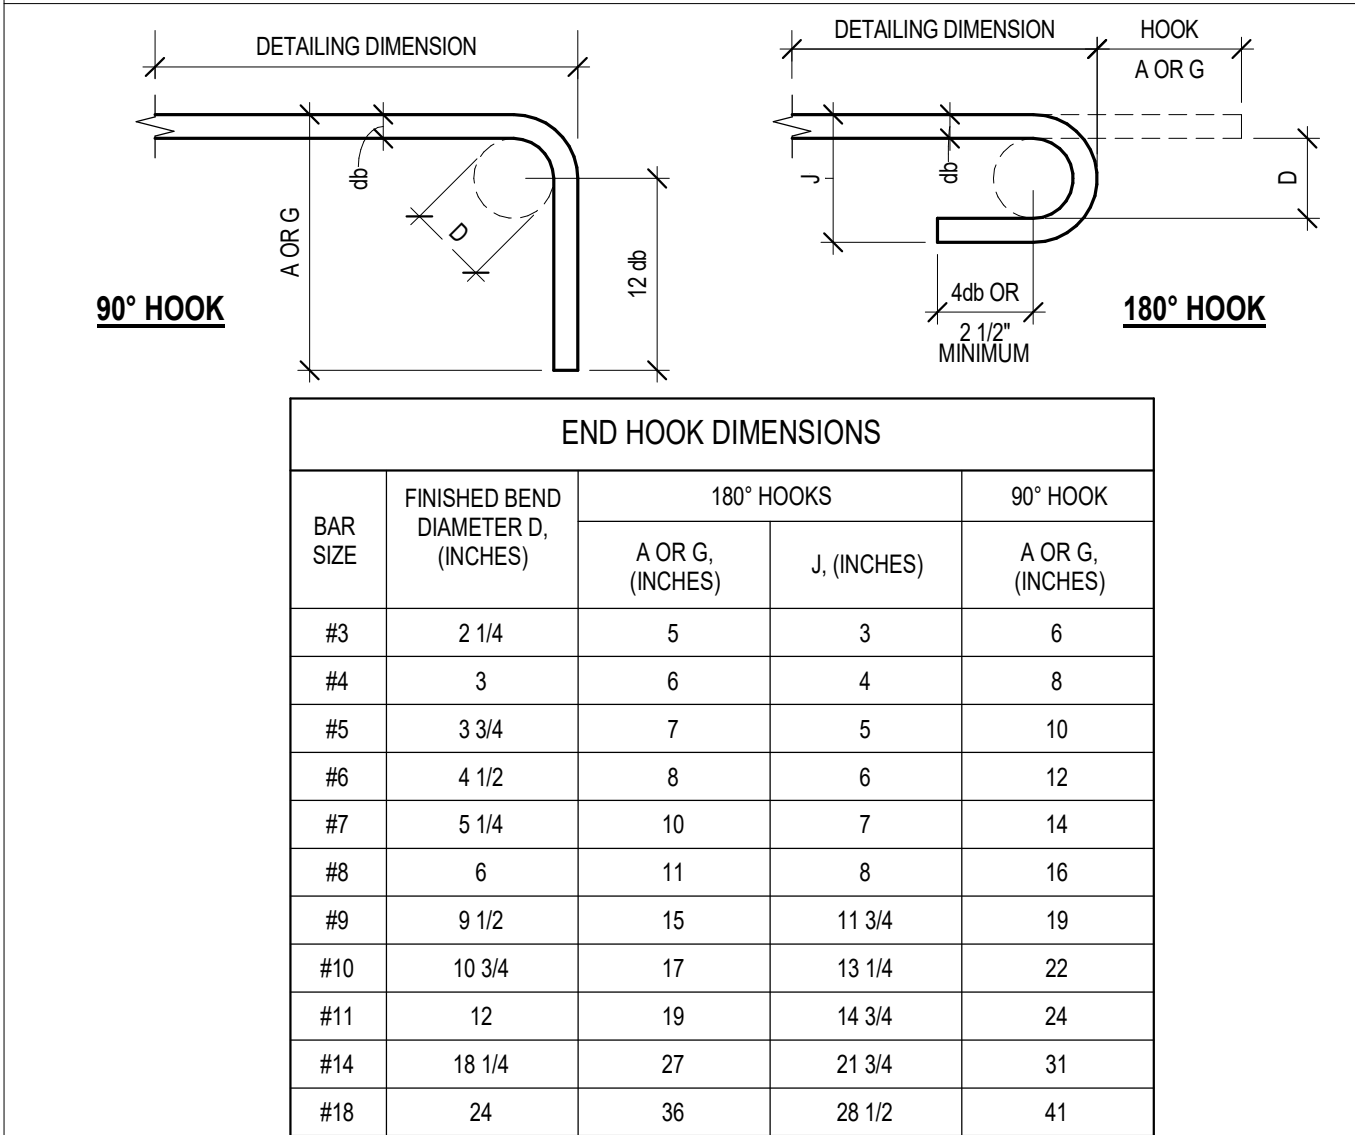 DETAILING DIMENSION
A OR G
db
D
12 db
90° HOOK
DETAILING DIMENSION
HOOK
A OR G
J
db
D
4db OR
2 1/2"
MINIMUM
180° HOOK
END HOOK DIMENSIONS
BAR
SIZE
FINISHED BEND
DIAMETER D,
(INCHES)
180° HOOKS
90° HOOK
A OR G,
(INCHES)
J, (INCHES)
A OR G,
(INCHES)
#3 2 1/4 5 3 6
#4 3 6 4 8
#5 3 3/4 7 5 10
#6 4 1/2 8 6 12
#7 5 1/4 10 7 14
#8 6 11 8 16
#9 9 1/2 15 11 3/4 19
#10 10 3/4 17 13 1/4 22
#11 12 19 14 3/4 24
#14 18 1/4 27 21 3/4 31
#18 24 36 28 1/2 41